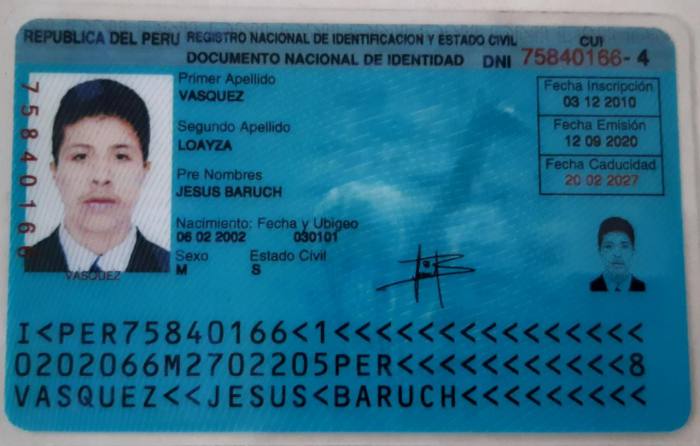 REPUBLICA DEL PERU REGISTRO NACIONAL DE IDENTIFICACION Y ESTADO CIVIL
DOCUMENTO NACIONAL DE IDENTIDAD
CUI
DNI 75840166-4
Primer Apellido
VASQUEZ
Segundo Apellido
LOAYZA
Pre Nombres
JESUS BARUCH
Nacimiento: Fecha y Ubigeo
06 02 2002 030101
Sexo Estado Civil
M S
Fecha Inscripción
03 12 2010
Fecha Emisión
12 09 2020
Fecha Caducidad
20 02 2027
75840166
VASQUEZ
I<PER75840166<1<<<<<<<<<<<<<<<
0202066M2702205PER<<<<<<<<<<<8
VASQUEZ<<JESUS<BARUCH<<<<<<<<<